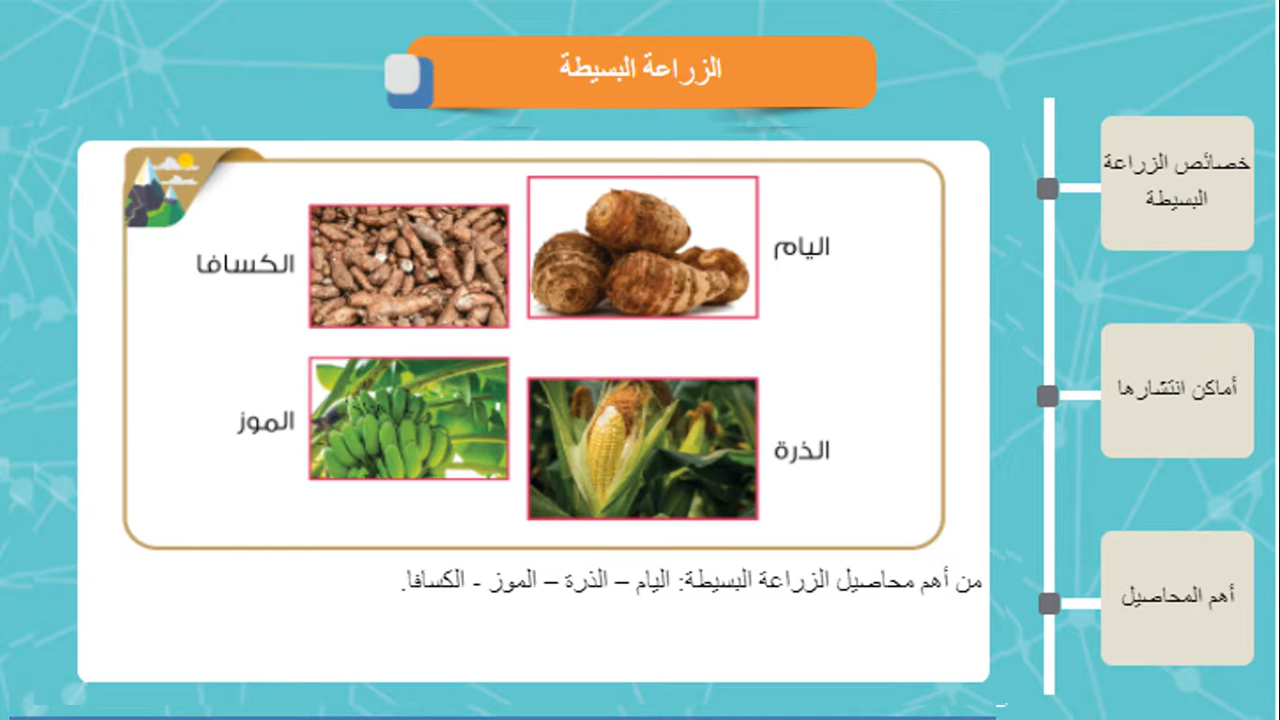 الزراعة البسيطة
خصائص الزراعة
البسيطة
أماكن انتشارها
أهم المحاصيل
اليام
الكسافا
الذرة
الموز
من أهم محاصيل الزراعة البسيطة: اليام – الذرة – الموز - الكسافا.